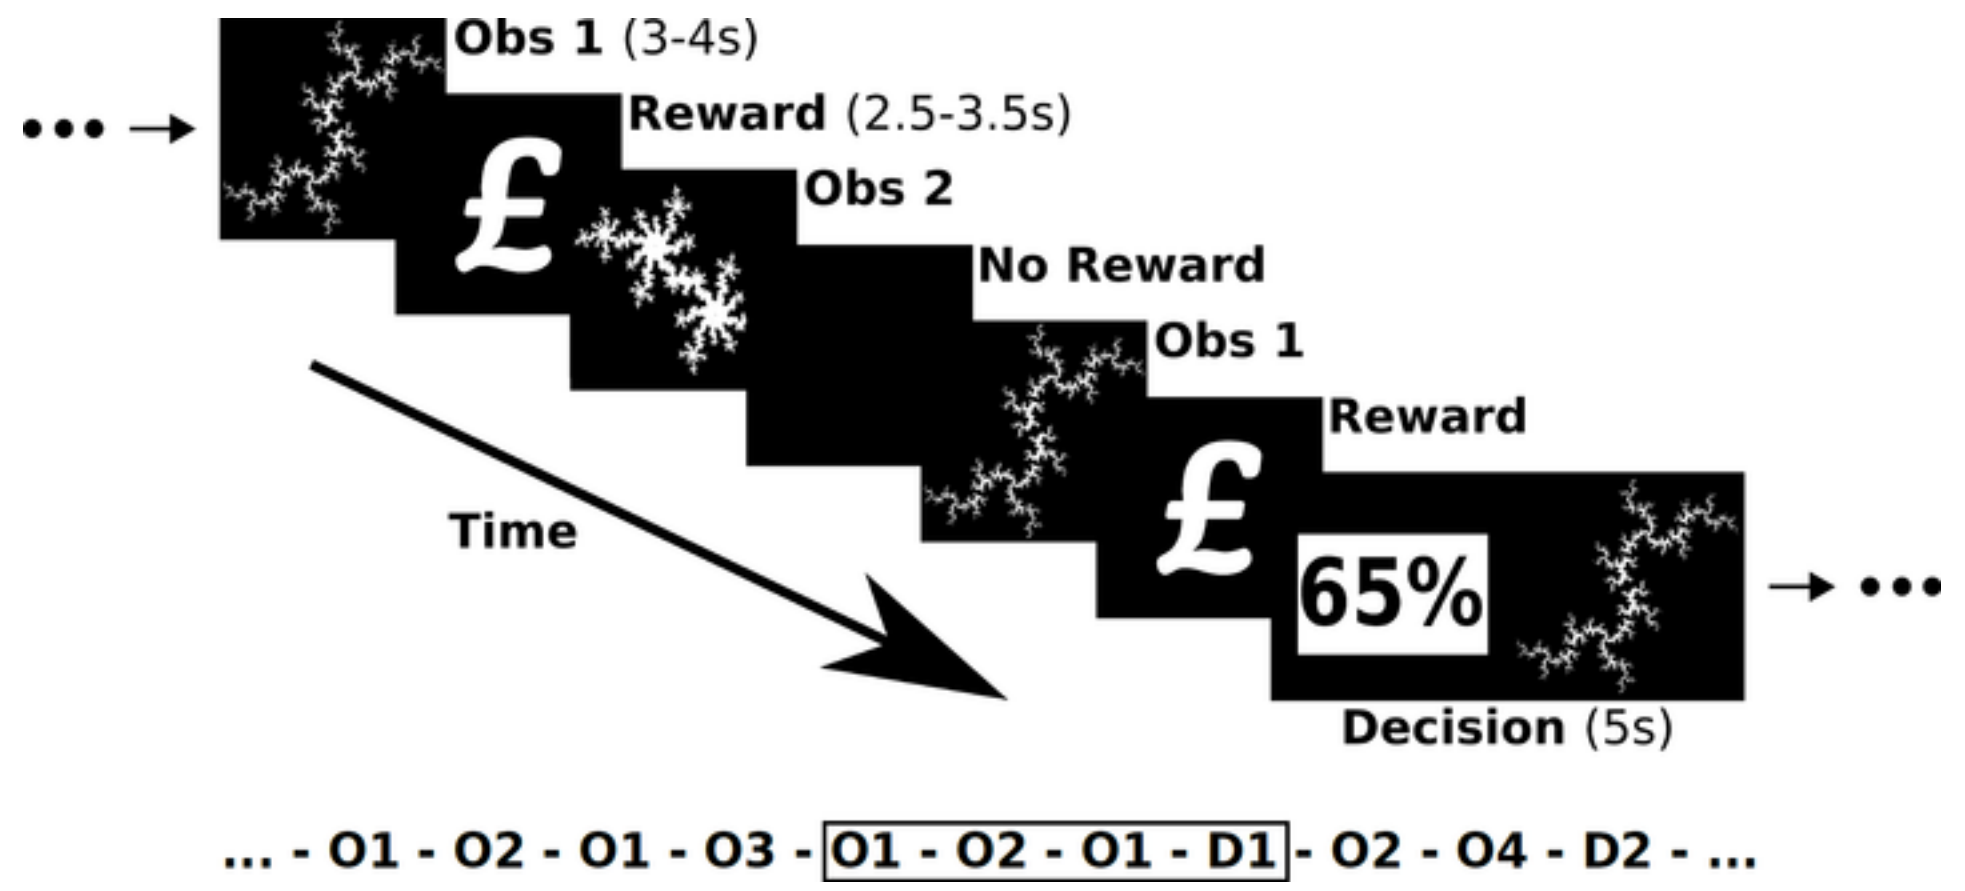 Obs 1 (3-4s)
Reward (2.5-3.5s)
£
Obs 2
No Reward
Obs 1
Reward
£
65%
Time
Decision (5s)
... - O1 - O2 - O1 - O3 - O1 - O2 - O1 - D1 - O2 - O4 - D2 - ...